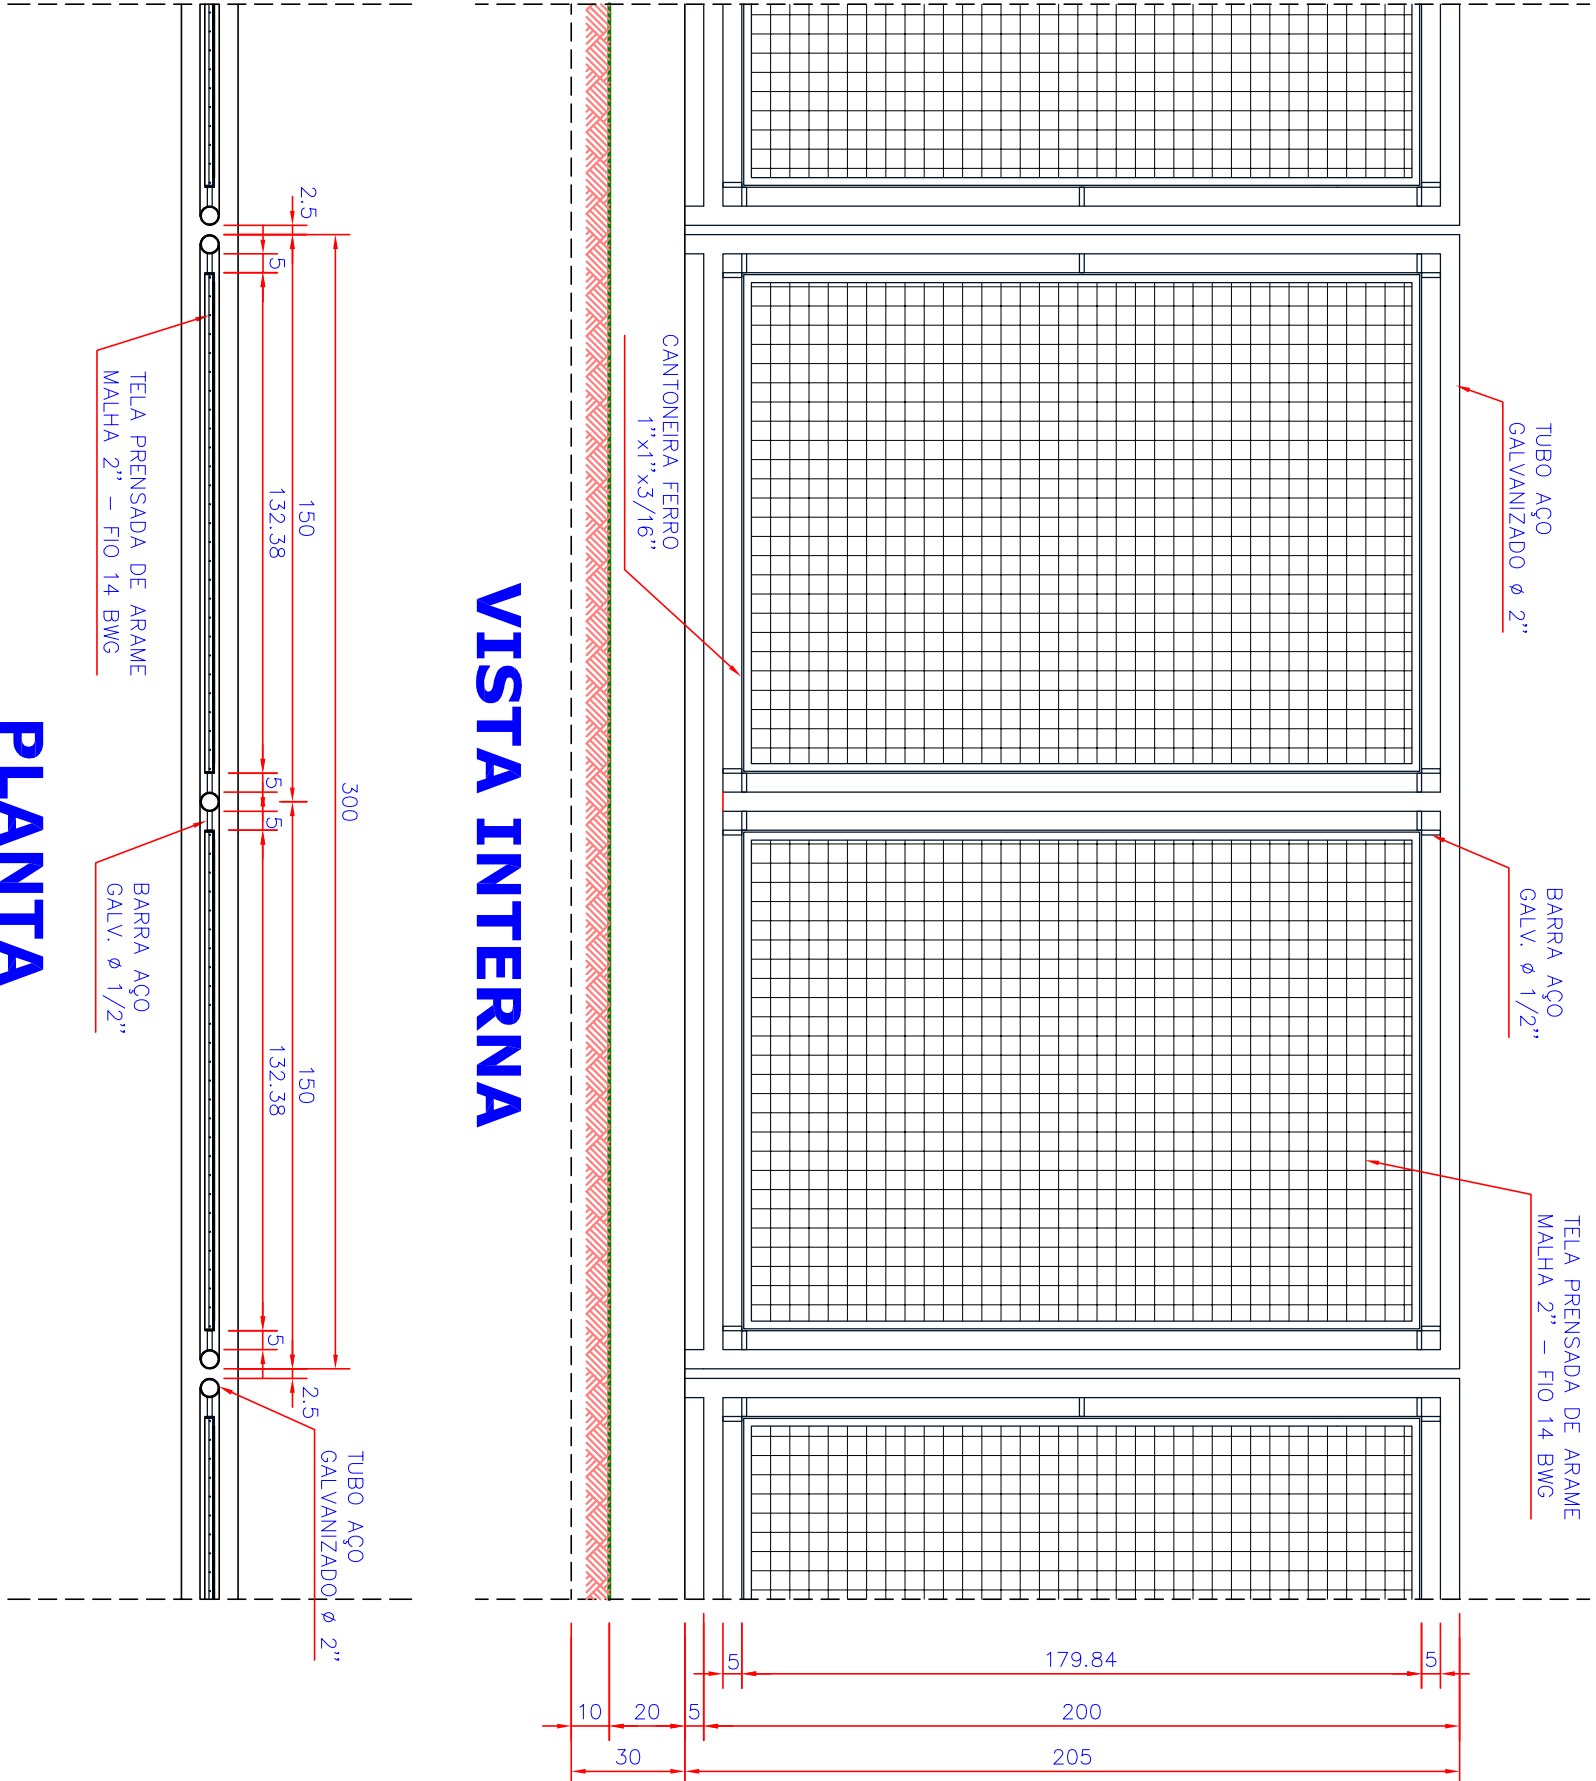 TUBO AÇO
GALVANIZADO ø 2"
BARRA AÇO
GALV. ø 1/2"
TELA PRENSADA DE ARAME
MALHA 2" - FIO 14 BWG
CANTONEIRA FERRO
1"x1"x3/16"
5
179.84
5
200
5
20
10
205
30
VISTA INTERNA
300
2.5
150
150
2.5
5
132.38
5
5
132.38
5
TUBO AÇO
GALVANIZADO ø 2"
TELA PRENSADA DE ARAME
MALHA 2" - FIO 14 BWG
BARRA AÇO
GALV. ø 1/2"
PLANTA